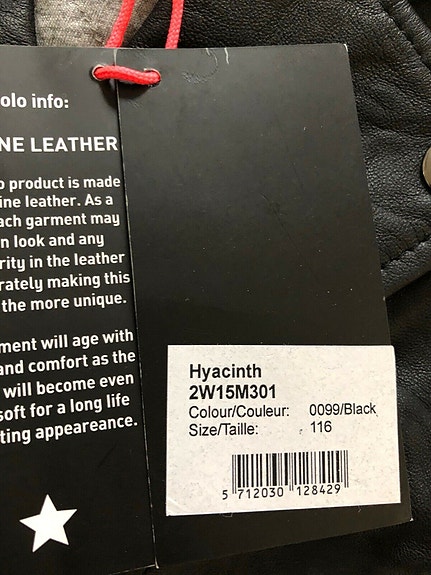 olo info:
NE LEATHER
o product is made
ine leather. As a
ach garment may
n look and any
rity in the leather
rately making this
the more unique.
ment will age with
and comfort as the
will become even
soft for a long life
ting appeareance.
Hyacinth
2W15M301
Colour/Couleur: 0099/Black
Size/Taille: 116
5 712030 128429